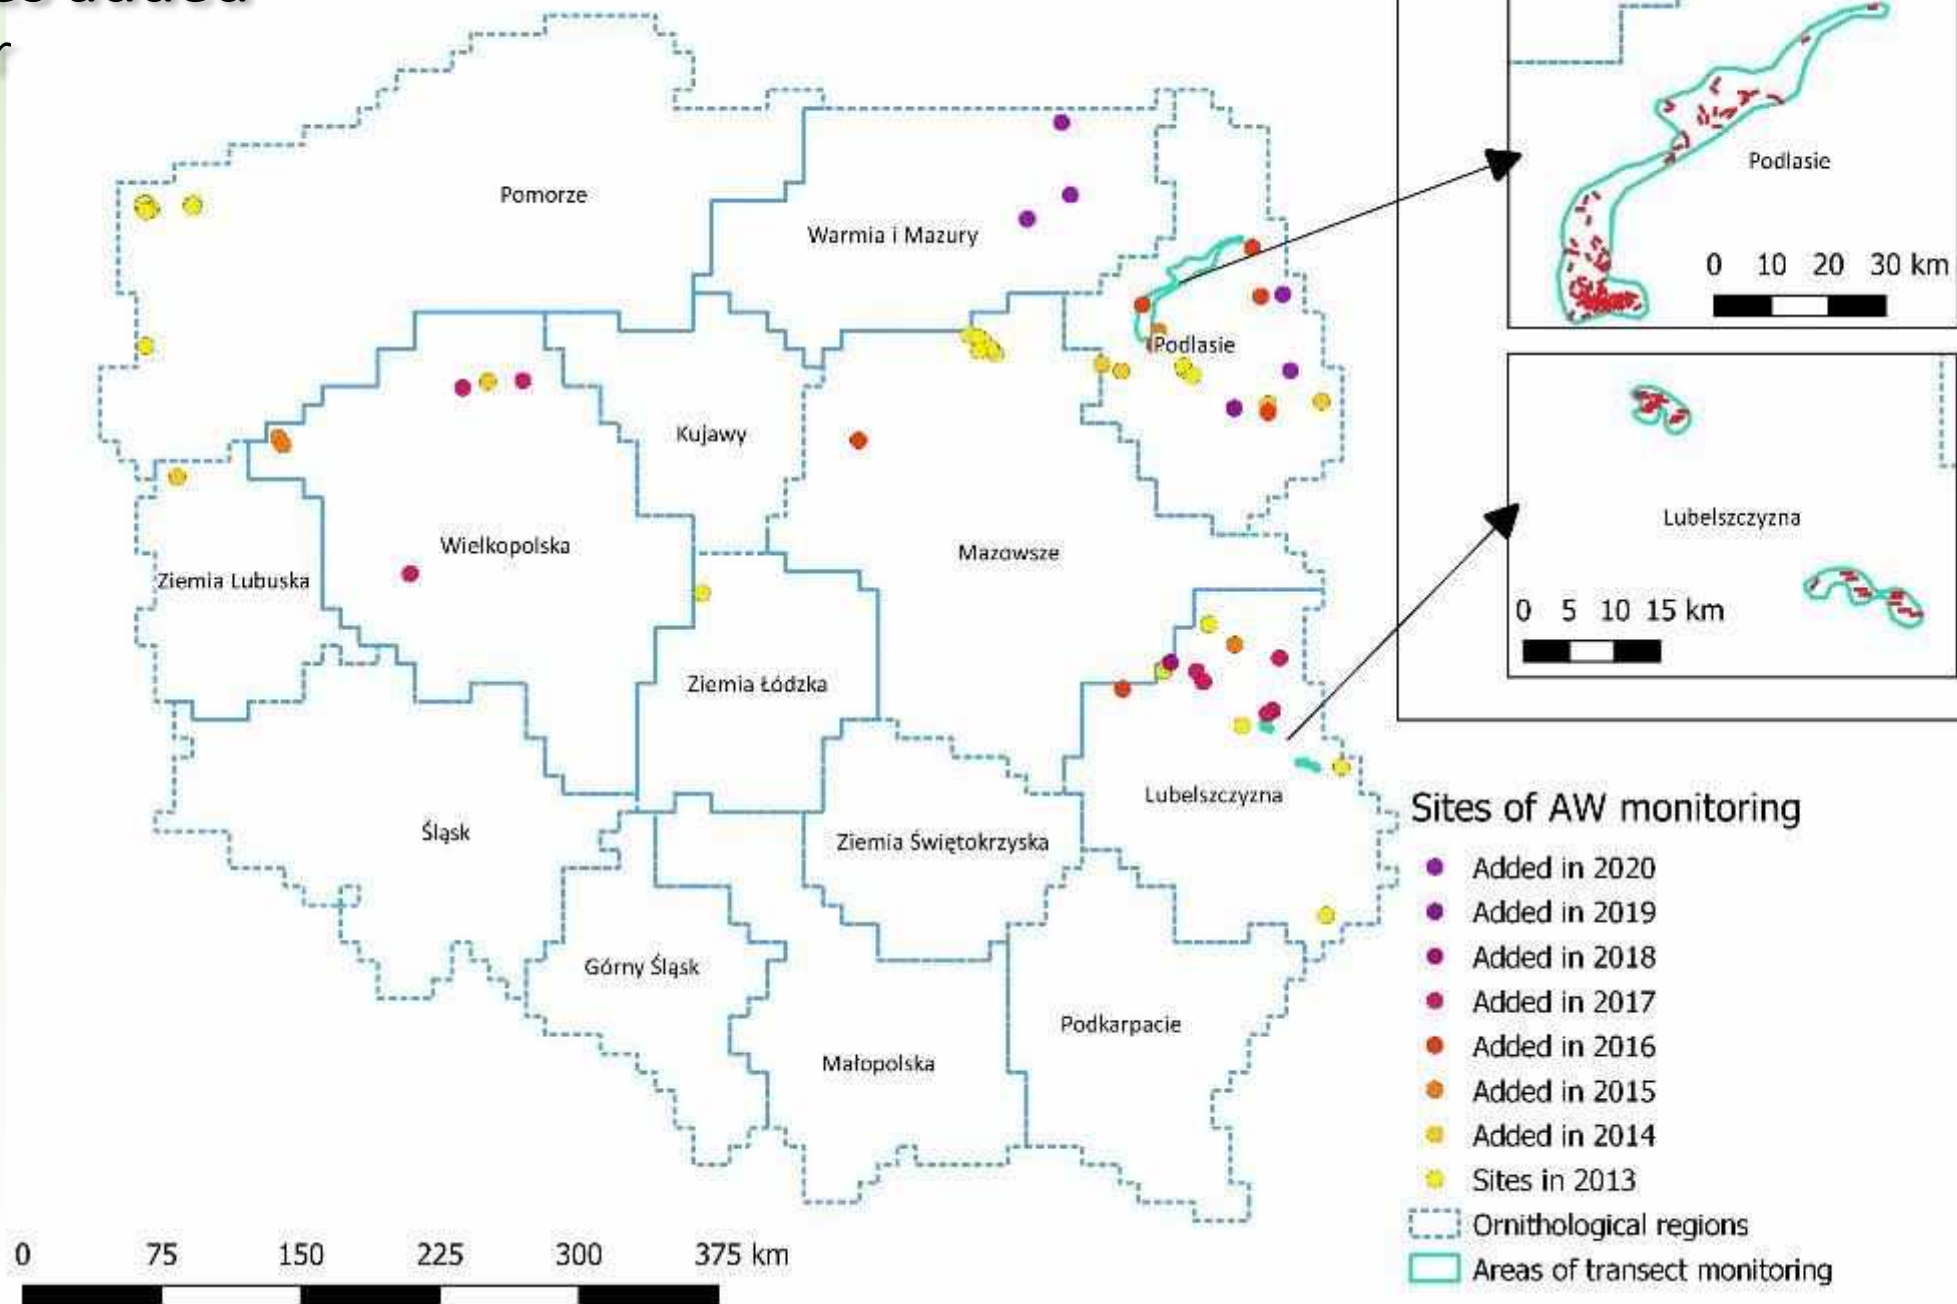 added
r
Pomorze
Warmia i Mazury
Podlasie
Kujawy
Wielkopolska
Mazowsze
Ziemia Lubuska
Ziemia Łódzka
Lubelszczyzna
Śląsk
Ziemia Świętokrzyska
Górny Śląsk
Podkarpacie
Małopolska
0 75 150 225 300 375 km
Podlasie
0 10 20 30 km
Lubelszczyzna
0 5 10 15 km
Sites of AW monitoring
Added in 2020
Added in 2019
Added in 2018
Added in 2017
Added in 2016
Added in 2015
Added in 2014
Sites in 2013
Ornithological regions
Areas of transect monitoring